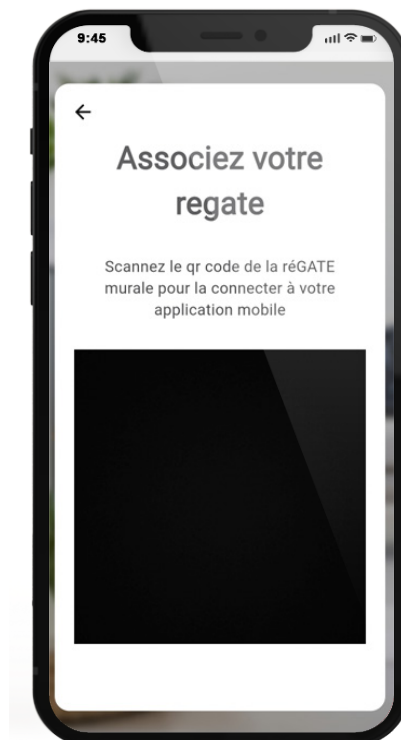 9:45
Associez votre
regate
Scannez le qr code de la réGATE
murale pour la connecter à votre
application mobile